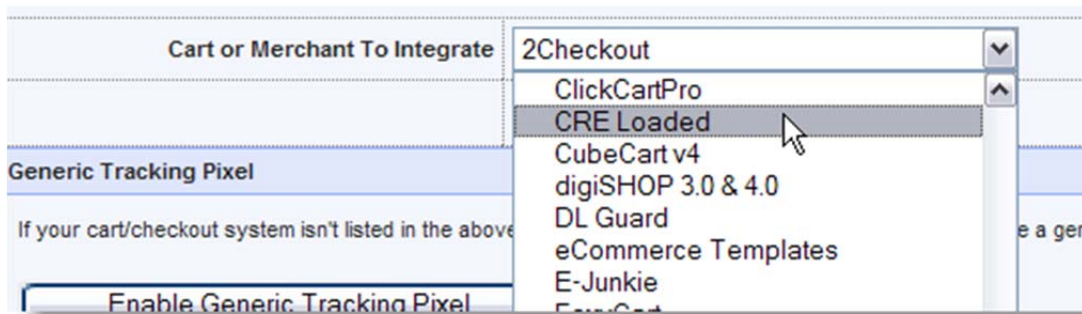 Cart or Merchant To Integrate 2Checkout
ClickCartPro
CRE Loaded
CubeCart v4
digiSHOP 3.0 & 4.0
DL Guard
eCommerce Templates
E-Junkie
FoxyCart
Generic Tracking Pixel
If your cart/checkout system isn't listed in the above
e a ger
Enable Generic Tracking Pixel